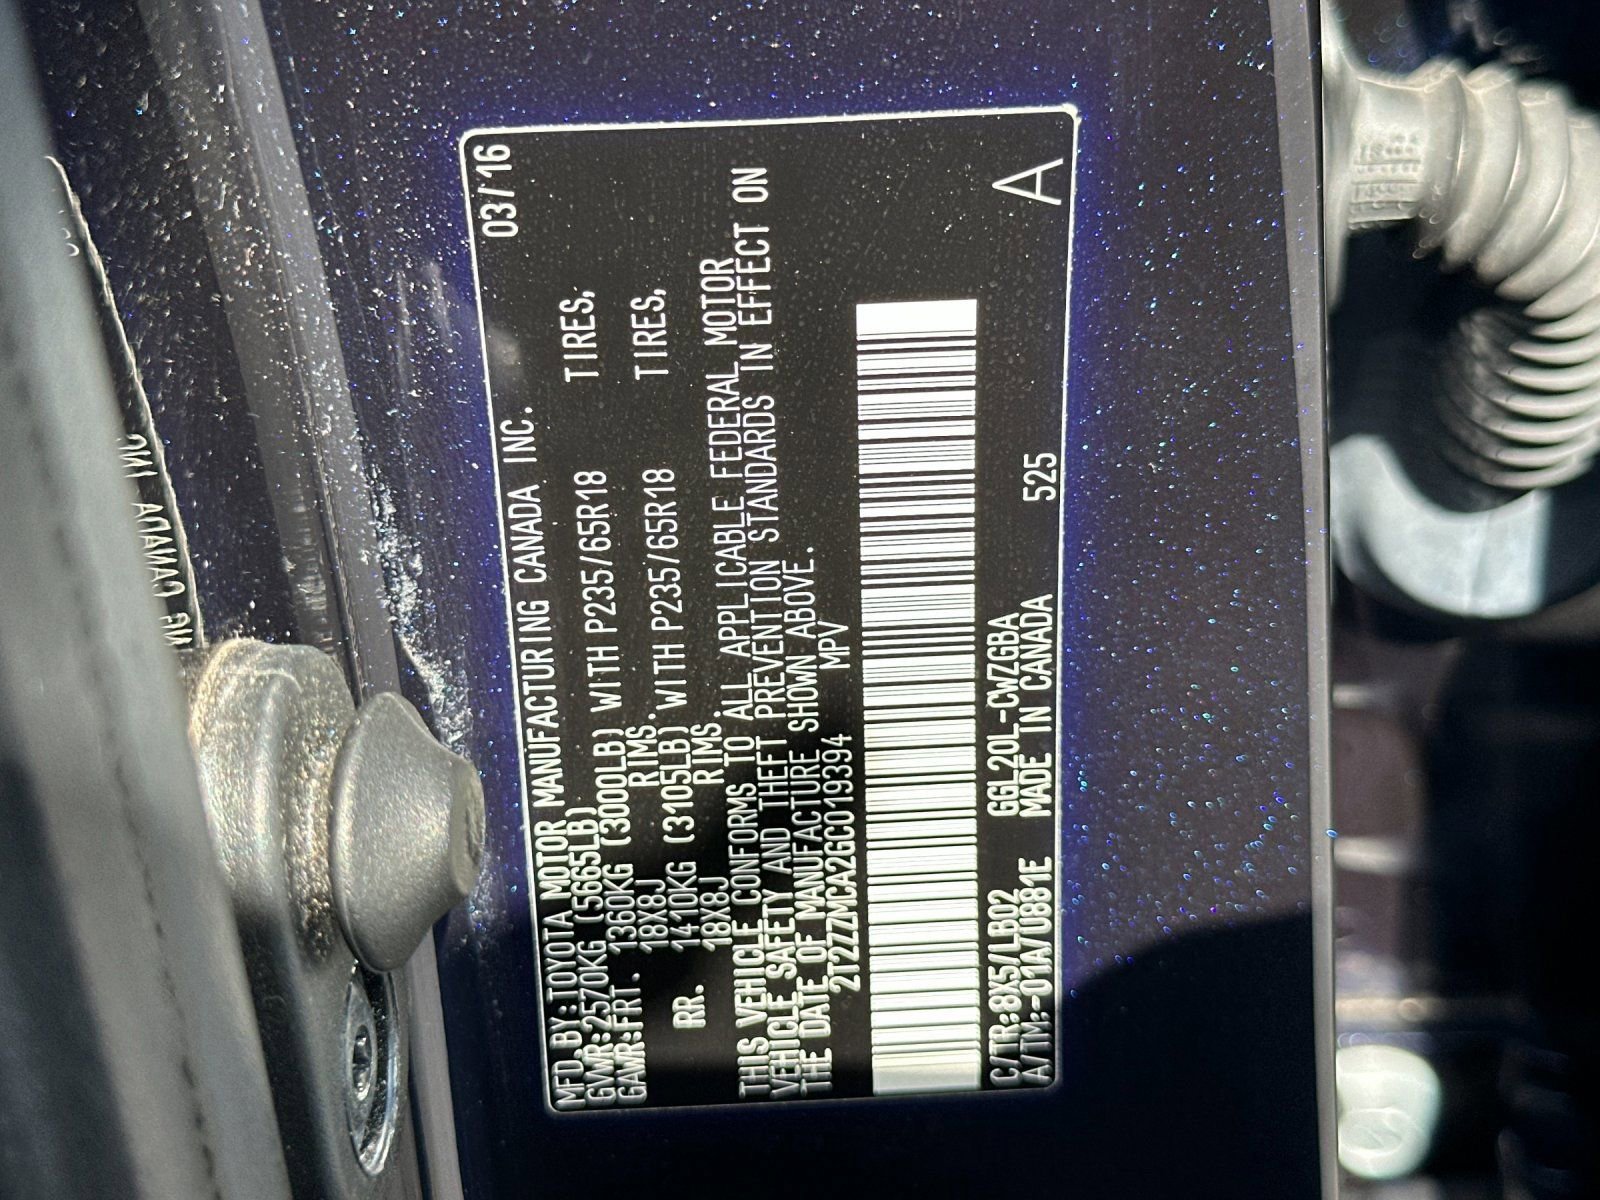 MFD.BY:TOYOTA MOTOR MANUFACTURING CANADA INC. 03/16
GVWR:2570KG (5665LB)
GAWR:FRT. 1360KG (3000LB) WITH P235/65R18 TIRES,
18X8J RIMS.
RR. 1410KG (3105LB) WITH P235/65R18 TIRES,
18X8J RIMS.
THIS VEHICLE CONFORMS TO ALL APPLICABLE FEDERAL MOTOR
VEHICLE SAFETY AND THEFT PREVENTION STANDARDS IN EFFECT ON
THE DATE OF MANUFACTURE SHOWN ABOVE.
2T2ZZMCA2GC019394 MPV
C/TR:8X5/LB02 GGL20L-CWZGBA
A/TM:-01A/U881E MADE IN CANADA 525 A
CANADA INC